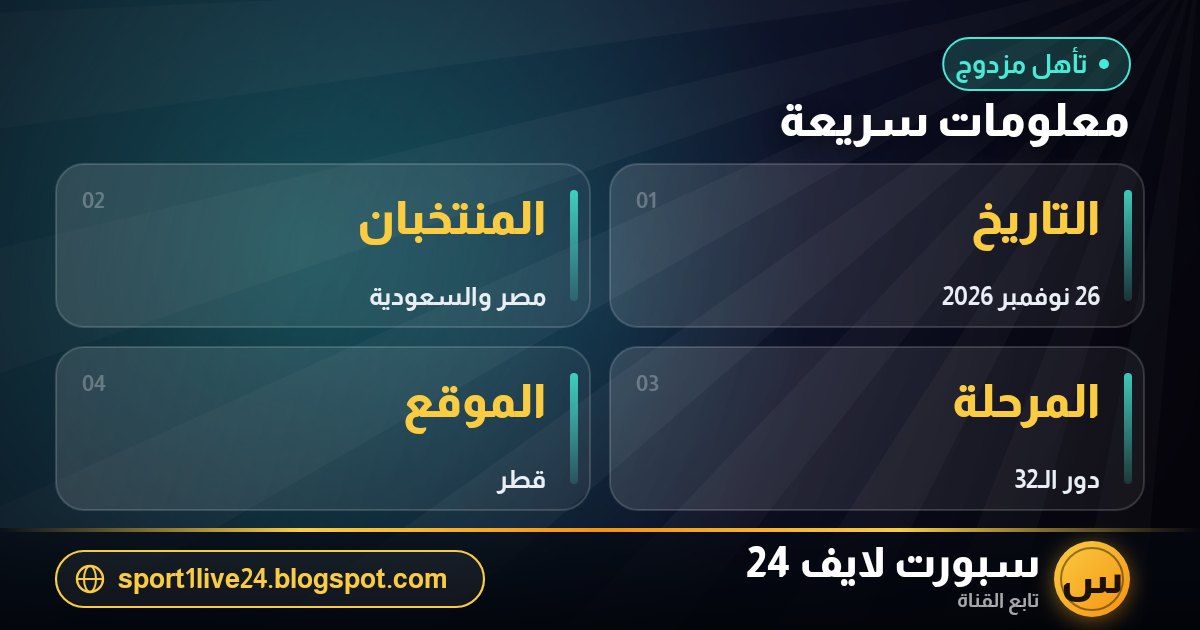 تأهل مزدوج
معلومات سريعة
01
التاريخ
26 نوفمبر 2026
02
المنتخبان
مصر والسعودية
03
المرحلة
دور الـ32
04
الموقع
قطر
س
سبورت لايف 24
تابع القناة
sport1live24.blogspot.com